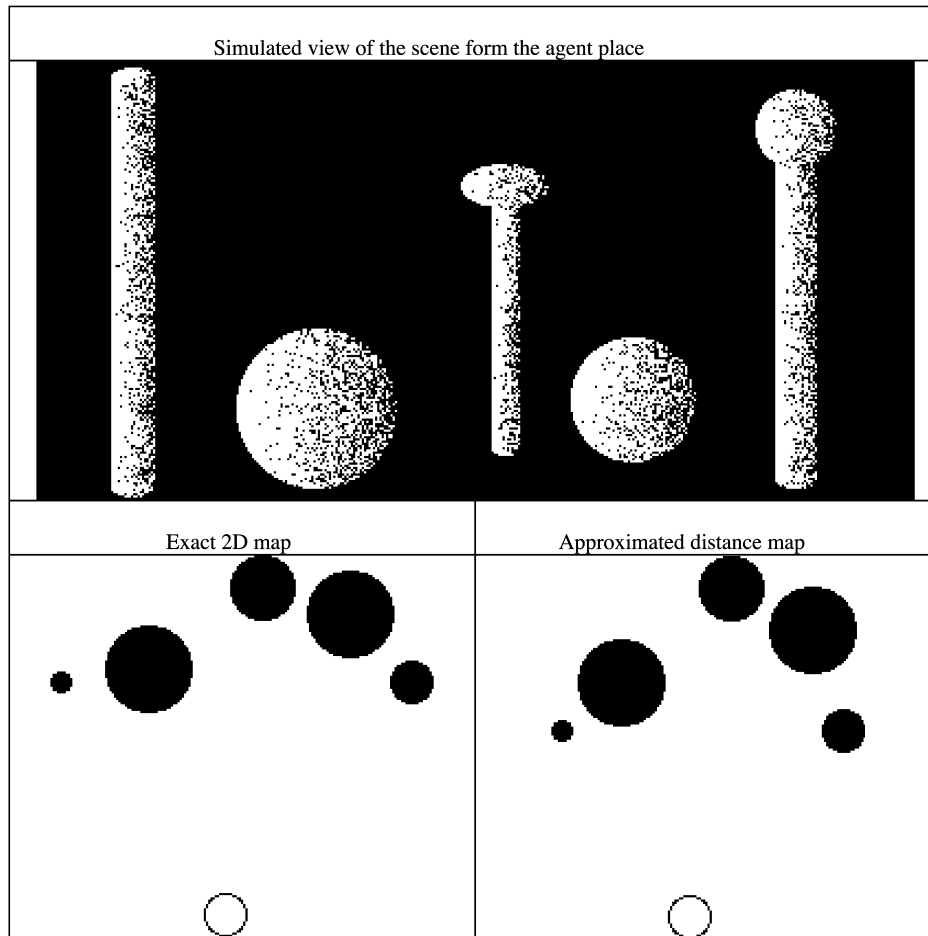 Simulated view of the scene form the agent place
Exact 2D map
Approximated distance map